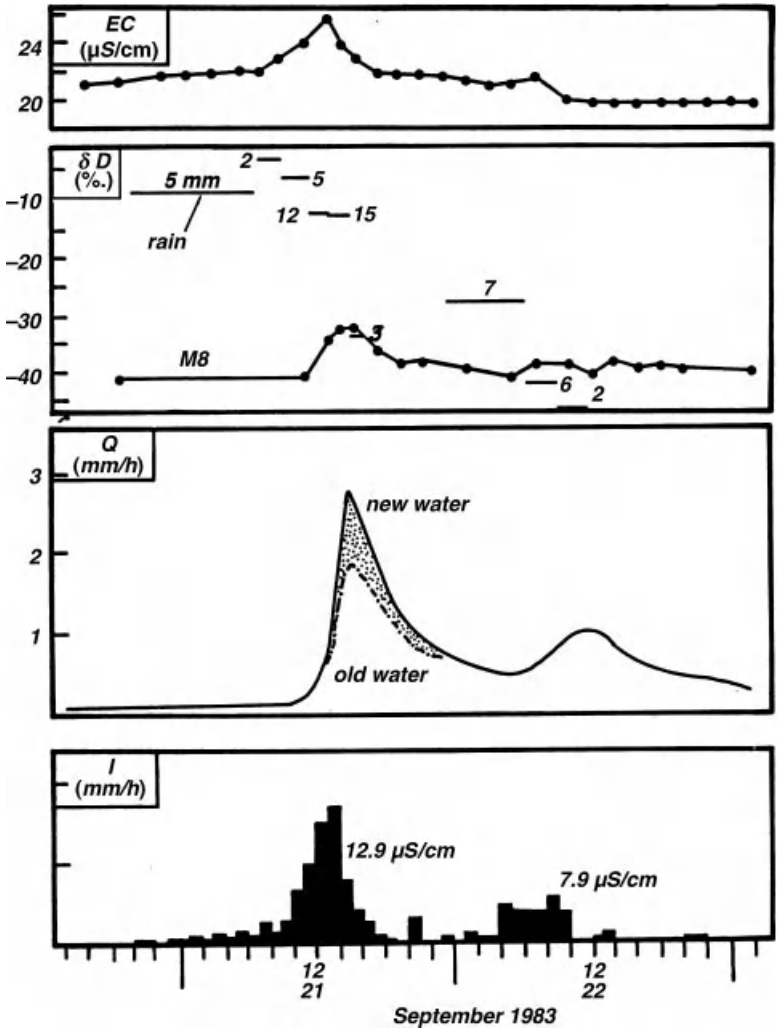 EC
(µS/cm)
24
20
δ D
(%.)
2
5
5 mm
12
15
rain
7
3
M8
6
2
–10
–20
–30
–40
Q
(mm/h)
3
2
1
new water
old water
I
(mm/h)
12.9 µS/cm
7.9 µS/cm
12
21
12
22
September 1983